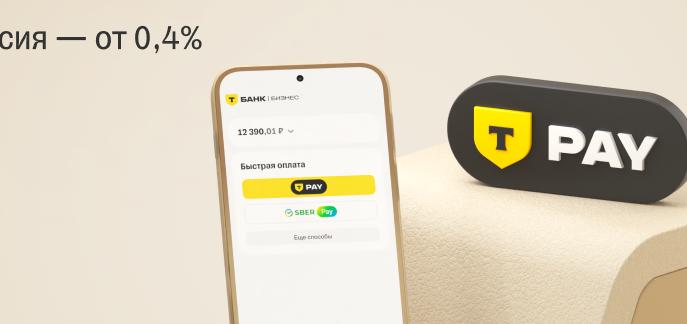 сия — от 0,4%
Т БАНК | БИЗНЕС
12 390,01 ₽
Быстрая оплата
Т PAY
SBER Pay
Еще способы
Т PAY